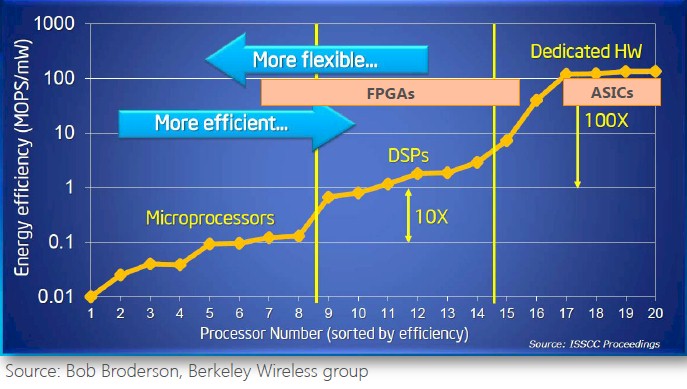 1000
100
10
1
0.1
0.01
Energy efficiency (MOPS/mW)
More flexible...
More efficient...
FPGAs
Dedicated HW
ASICs
100X
DSPs
10X
Microprocessors
1 2 3 4 5 6 7 8 9 10 11 12 13 14 15 16 17 18 19 20
Processor Number (sorted by efficiency)
Source: ISSCC Proceedings
Source: Bob Broderson, Berkeley Wireless group